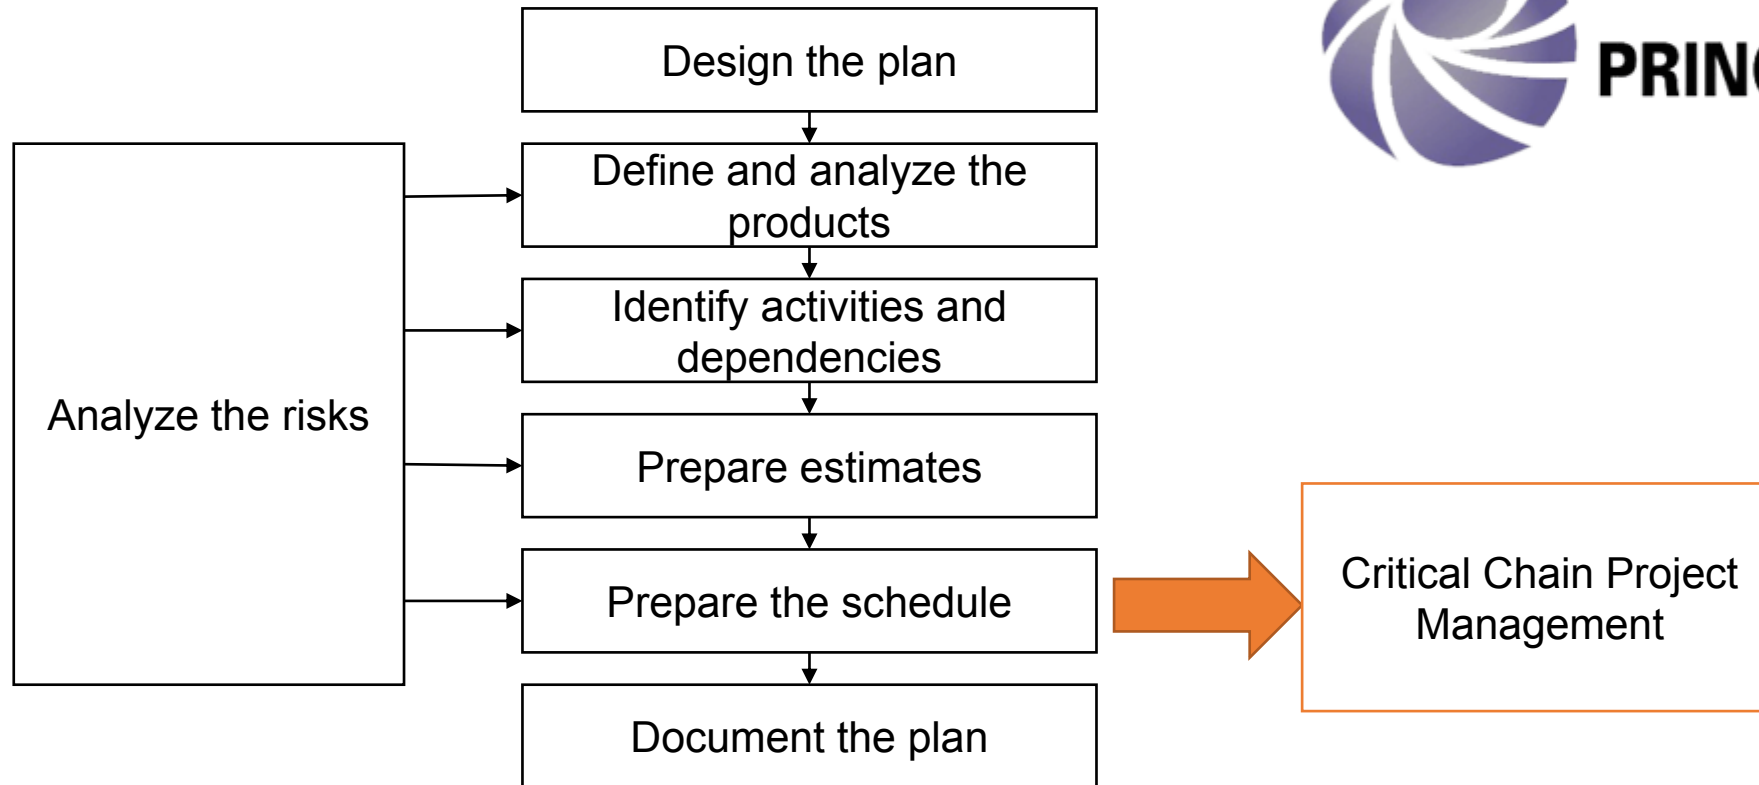 Design the plan
PRIN
Define and analyze the
products
Identify activities and
dependencies
Analyze the risks
Prepare estimates
Prepare the schedule
Critical Chain Project
Management
Document the plan